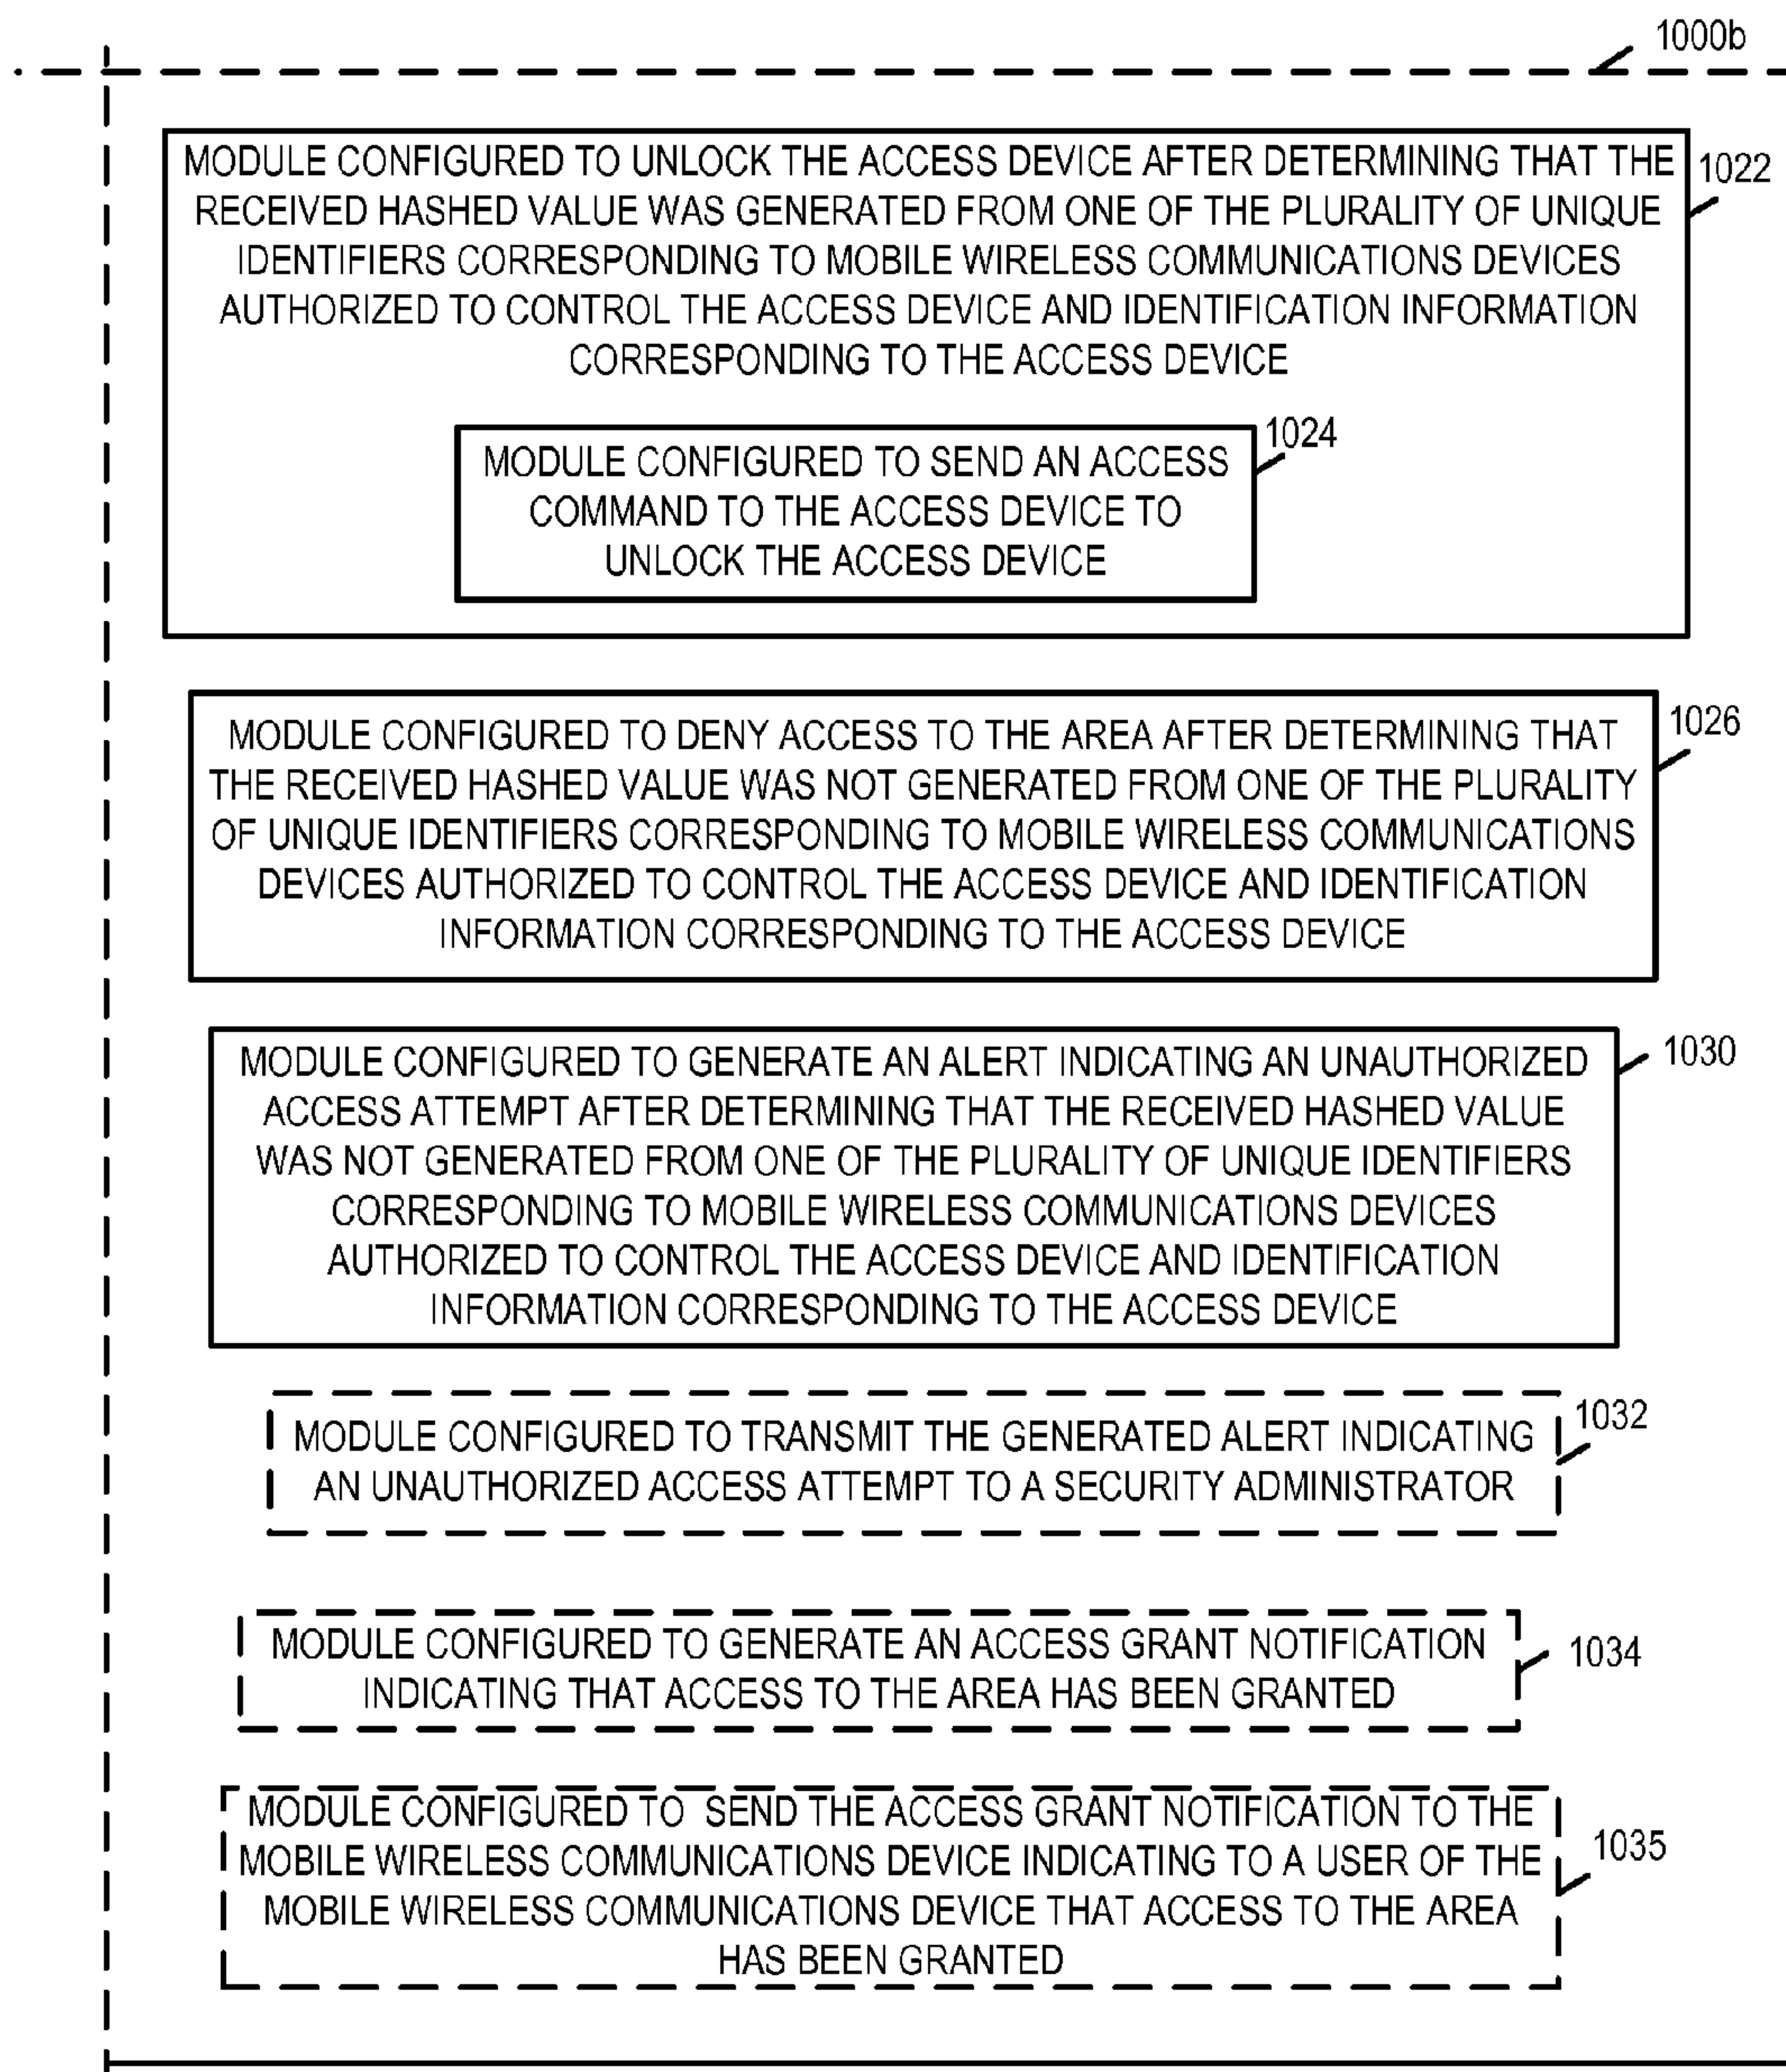 1000b
MODULE CONFIGURED TO UNLOCK THE ACCESS DEVICE AFTER DETERMINING THAT THE
RECEIVED HASHED VALUE WAS GENERATED FROM ONE OF THE PLURALITY OF UNIQUE
IDENTIFIERS CORRESPONDING TO MOBILE WIRELESS COMMUNICATIONS DEVICES
AUTHORIZED TO CONTROL THE ACCESS DEVICE AND IDENTIFICATION INFORMATION
CORRESPONDING TO THE ACCESS DEVICE
1022
MODULE CONFIGURED TO SEND AN ACCESS
COMMAND TO THE ACCESS DEVICE TO
UNLOCK THE ACCESS DEVICE
1024
MODULE CONFIGURED TO DENY ACCESS TO THE AREA AFTER DETERMINING THAT
THE RECEIVED HASHED VALUE WAS NOT GENERATED FROM ONE OF THE PLURALITY
OF UNIQUE IDENTIFIERS CORRESPONDING TO MOBILE WIRELESS COMMUNICATIONS
DEVICES AUTHORIZED TO CONTROL THE ACCESS DEVICE AND IDENTIFICATION
INFORMATION CORRESPONDING TO THE ACCESS DEVICE
1026
MODULE CONFIGURED TO GENERATE AN ALERT INDICATING AN UNAUTHORIZED
ACCESS ATTEMPT AFTER DETERMINING THAT THE RECEIVED HASHED VALUE
WAS NOT GENERATED FROM ONE OF THE PLURALITY OF UNIQUE IDENTIFIERS
CORRESPONDING TO MOBILE WIRELESS COMMUNICATIONS DEVICES
AUTHORIZED TO CONTROL THE ACCESS DEVICE AND IDENTIFICATION
INFORMATION CORRESPONDING TO THE ACCESS DEVICE
1030
MODULE CONFIGURED TO TRANSMIT THE GENERATED ALERT INDICATING
AN UNAUTHORIZED ACCESS ATTEMPT TO A SECURITY ADMINISTRATOR
1032
MODULE CONFIGURED TO GENERATE AN ACCESS GRANT NOTIFICATION
INDICATING THAT ACCESS TO THE AREA HAS BEEN GRANTED
1034
MODULE CONFIGURED TO SEND THE ACCESS GRANT NOTIFICATION TO THE
MOBILE WIRELESS COMMUNICATIONS DEVICE INDICATING TO A USER OF THE
MOBILE WIRELESS COMMUNICATIONS DEVICE THAT ACCESS TO THE AREA
HAS BEEN GRANTED
1035